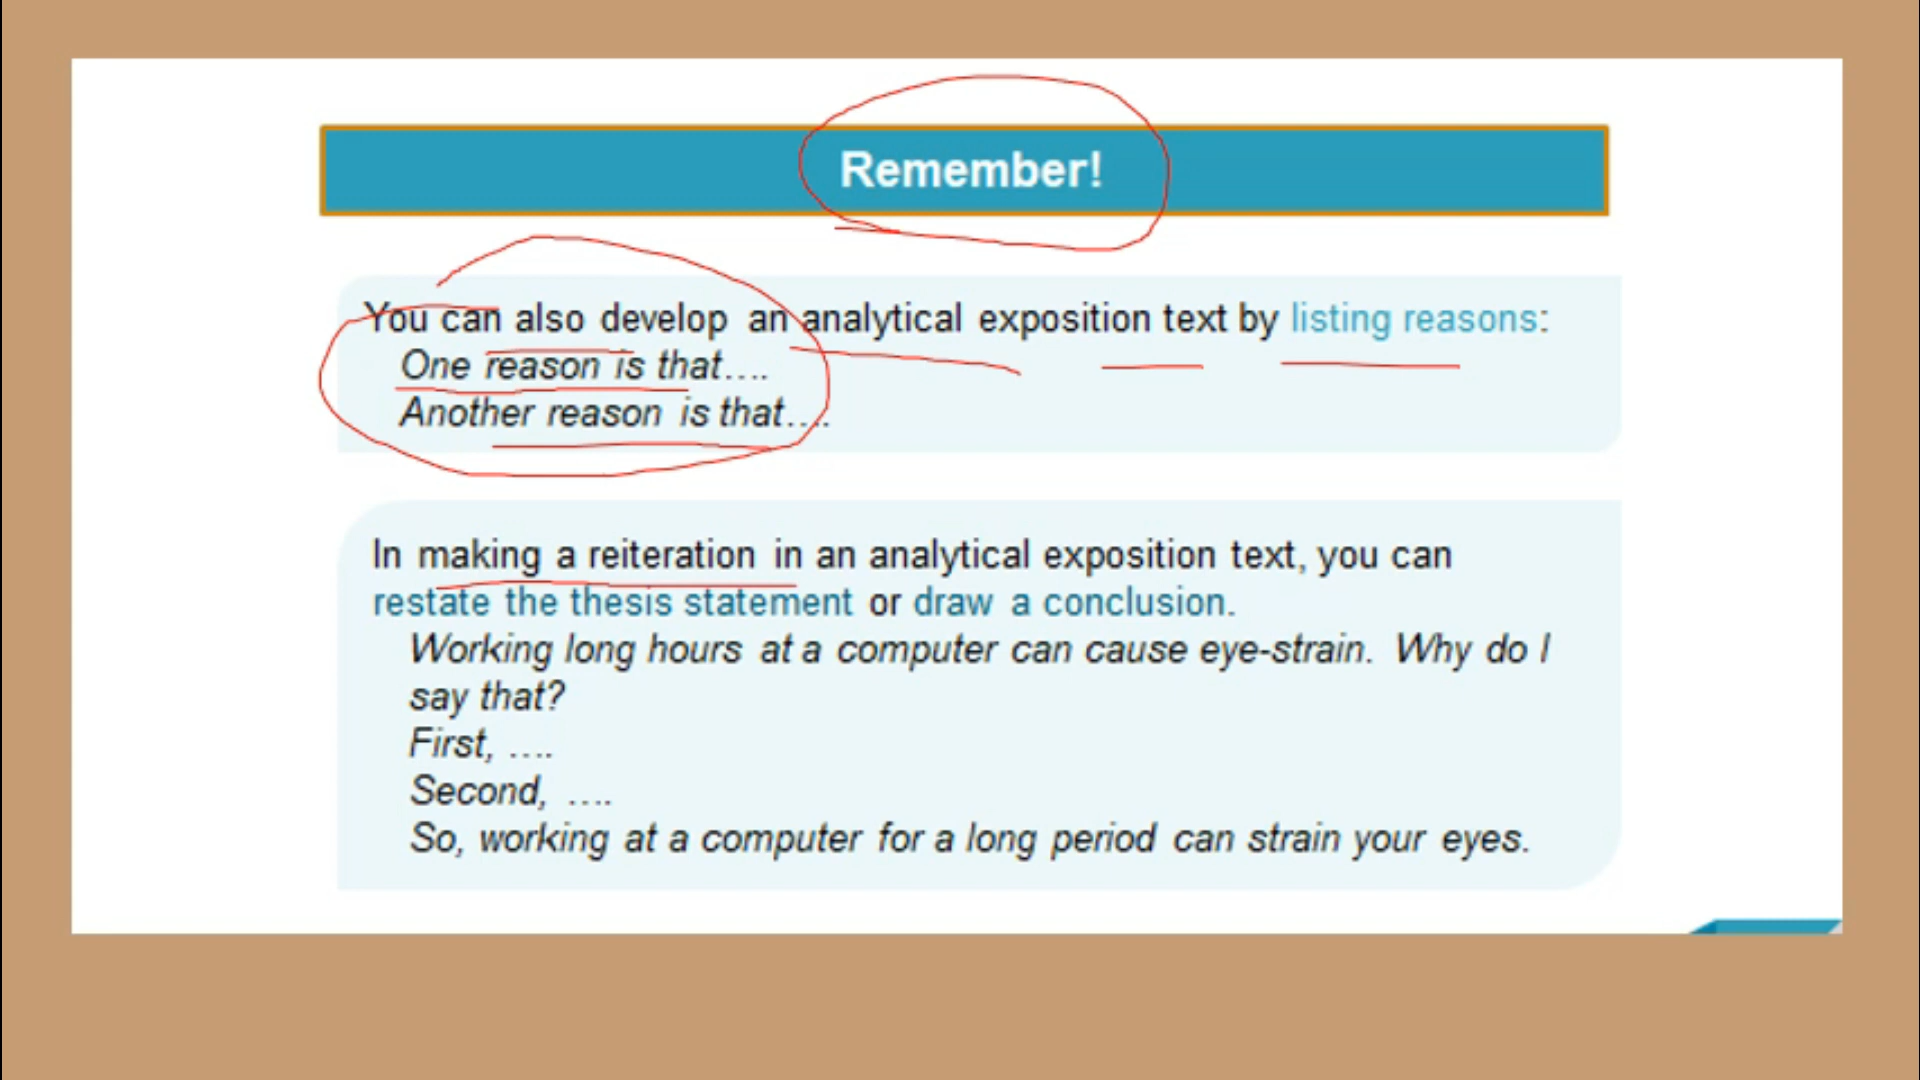 Remember!
You can also develop an analytical exposition text by listing reasons:
One reason is that....
Another reason is that....
In making a reiteration in an analytical exposition text, you can
restate the thesis statement or draw a conclusion.
Working long hours at a computer can cause eye-strain. Why do I
say that?
First, ....
Second, ....
So, working at a computer for a long period can strain your eyes.